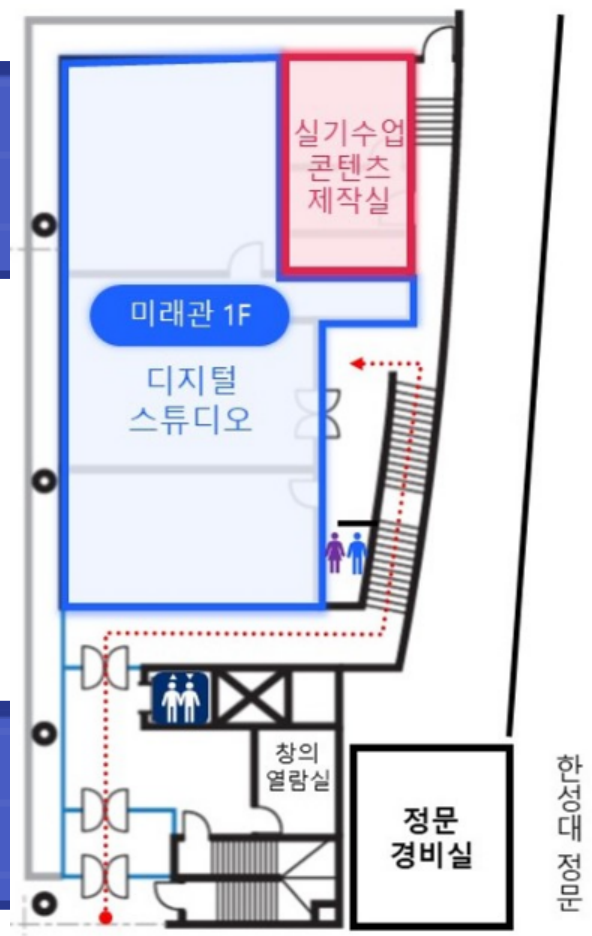 실기수업
콘텐츠
제작실
미래관 1F
디지털
스튜디오
창의
열람실
정문
경비실
한성대 정문